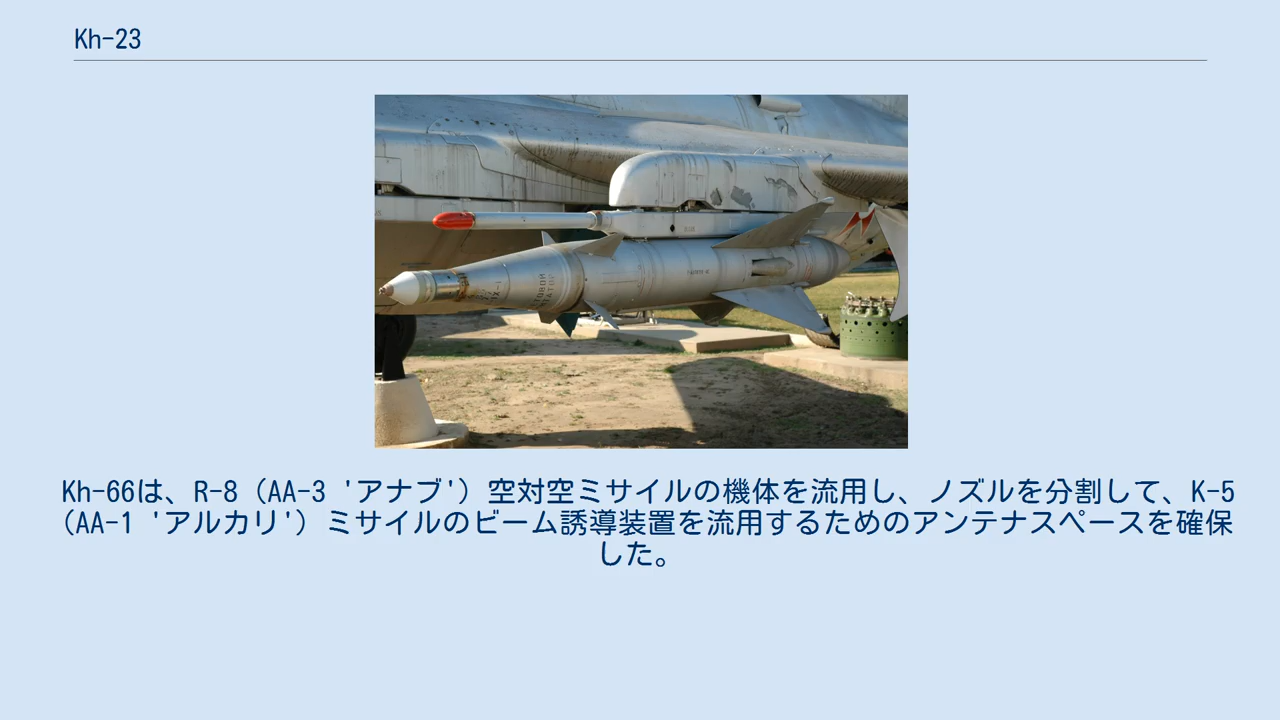 Kh-23
Kh-66は、R-8（AA-3 'アナブ'）空対空ミサイルの機体を流用し、ノズルを分割して、K-5
（AA-1 'アルカリ'）ミサイルのビーム誘導装置を流用するためのアンテナスペースを確保
した。